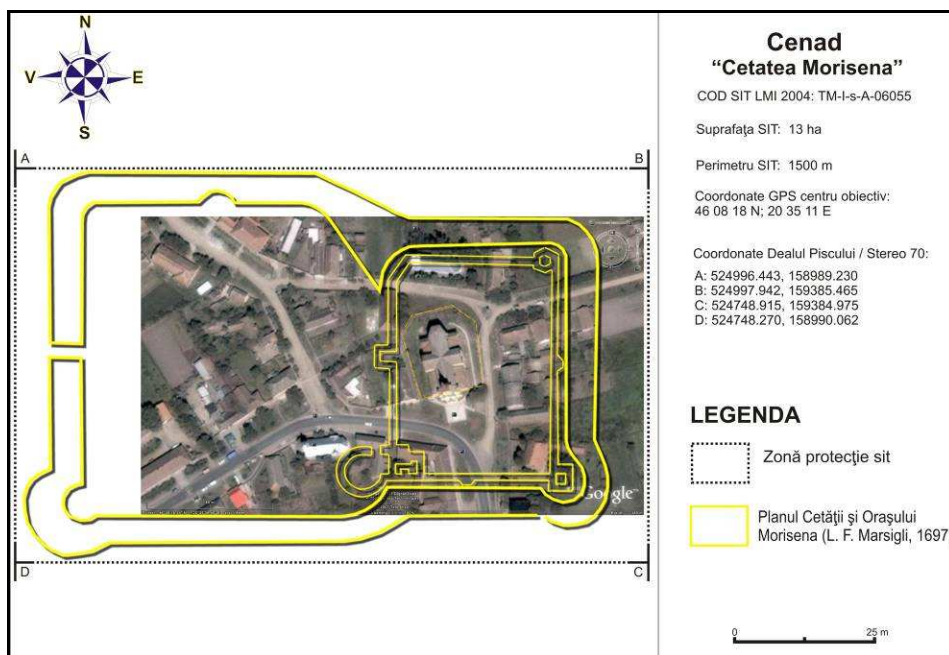 N
V E
S
A
B
C
D
Google
Cenad
“Cetatea Morisena”
COD SIT LMI 2004: TM-I-s-A-06055
Suprafaţa SIT: 13 ha
Perimetru SIT: 1500 m
Coordonate GPS centru obiectiv:
46 08 18 N; 20 35 11 E
Coordonate Dealul Piscului / Stereo 70:
A: 524996.443, 158989.230
B: 524997.942, 159385.465
C: 524748.915, 159384.975
D: 524748.270, 158990.062
LEGENDA
Zonă protecţie sit
Planul Cetăţii şi Oraşului
Morisena (L. F. Marsigli, 1697
0 25 m